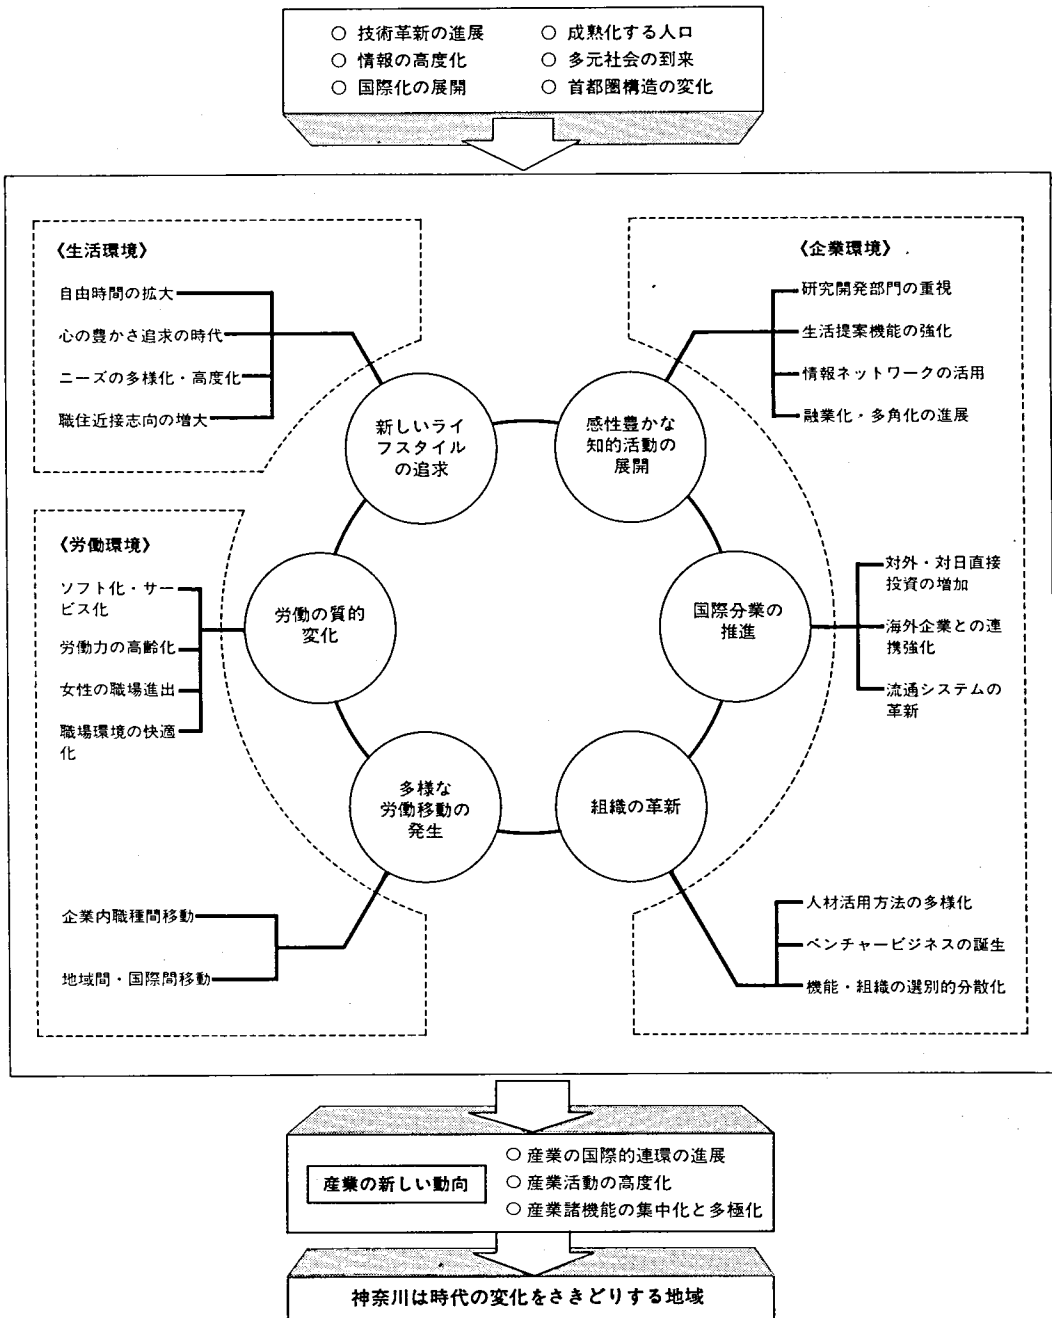 ○ 技術革新の進展
○ 情報の高度化
○ 国際化の展開
○ 成熟化する人口
○ 多元社会の到来
○ 首都圏構造の変化
《生活環境》
自由時間の拡大
心の豊かさ追求の時代
ニーズの多様化・高度化
職住近接志向の増大
《企業環境》
研究開発部門の重視
生活提案機能の強化
情報ネットワークの活用
融業化・多角化の進展
新しいライ
フスタイル
の追求
感性豊かな
知的活動の
展開
《労働環境》
ソフト化・サー
ビス化
労働力の高齢化
女性の職場進出
職場環境の快適
化
労働の質的
変化
国際分業の
推進
対外・対日直接
投資の増加
海外企業との連
携強化
流通システムの
革新
多様な
労働移動の
発生
組織の革新
企業内職種間移動
地域間・国際間移動
人材活用方法の多様化
ベンチャービジネスの誕生
機能・組織の選別的分散化
産業の新しい動向
○ 産業の国際的連環の進展
○ 産業活動の高度化
○ 産業諸機能の集中化と多極化
神奈川は時代の変化をさきどりする地域